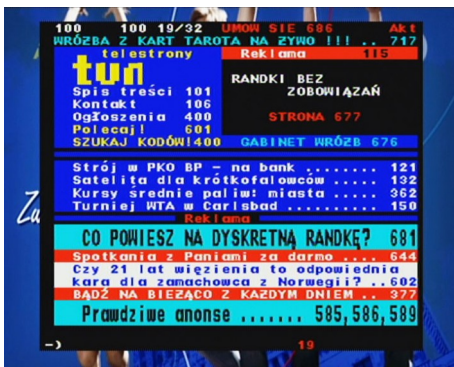 100 100 19/32 UMOW SIE 686 Akt
WRÓŻBA Z KART TAROTA NA ŻYWO !!! .. 717
telestrony
tvn
Spis treści 101
Kontakt 106
Ogłoszenia 400
Polecaj! 601
SZUKAJ KODÓW!400
Reklama 115
RANDKI BEZ
ZOBOWIĄZAŃ
STRONA 677
GABINET WRÓŻB 676
Strój w PKO BP – na bank ........ 121
Satelita dla krótkofalowców ..... 132
Kursy średnie paliw: miasta ..... 362
Turniej WTA w Carlsbad .......... 150
Reklama
CO POWIESZ NA DYSKRETNĄ RANDKĘ? 681
Spotkania z Paniami za darmo .... 644
Czy 21 lat więzienia to odpowiednia
kara dla zamachowca z Norwegii? ..602
BĄDŹ NA BIEŻĄCO Z KAŻDYM DNIEM .. 377
Prawdziwe anonse ....... 585,586,589
–) 19